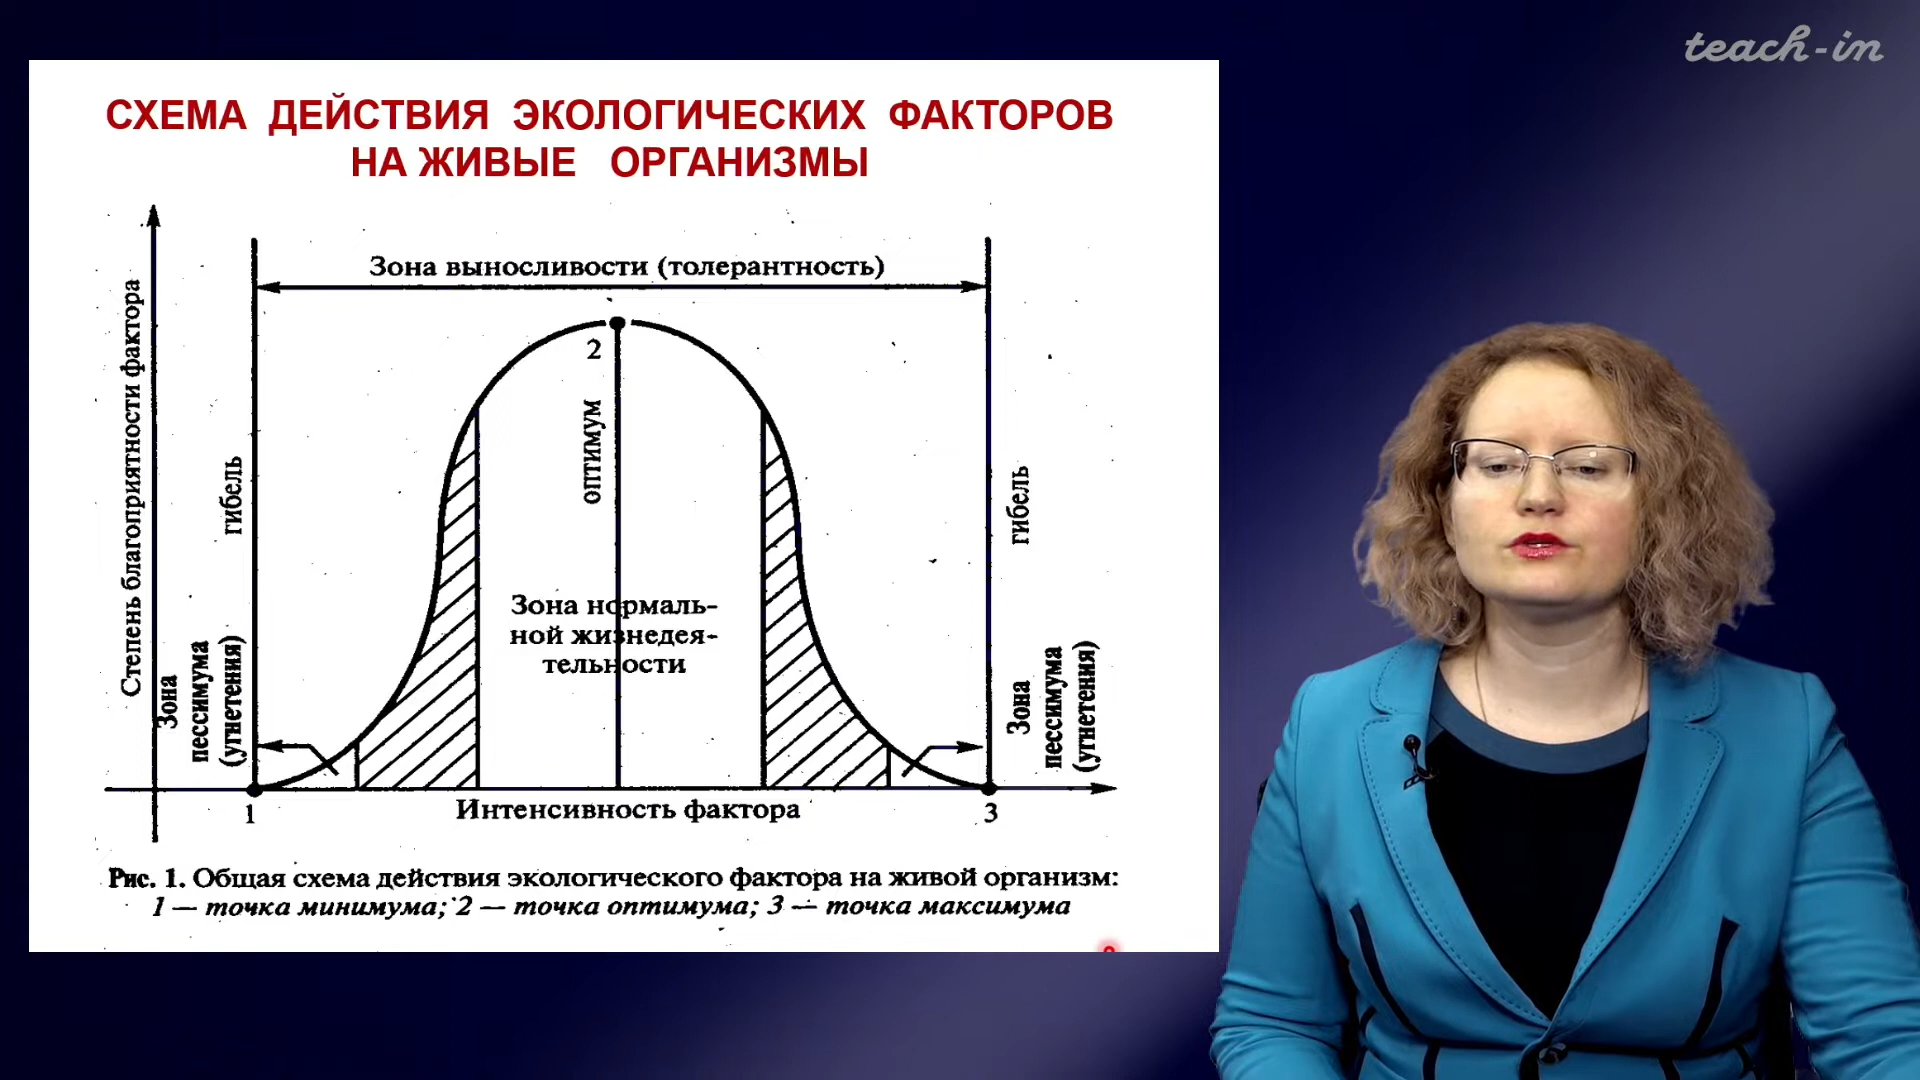 teach-in
СХЕМА ДЕЙСТВИЯ ЭКОЛОГИЧЕСКИХ ФАКТОРОВ
НА ЖИВЫЕ ОРГАНИЗМЫ
Степень благоприятности фактора
Зона выносливости (толерантность)
2
оптимум
гибель
гибель
Зона нормаль-
ной жизнедея-
тельности
Зона
пессимума
(угнетения)
Зона
пессимума
(угнетения)
1
Интенсивность фактора
3
Рис. 1. Общая схема действия экологического фактора на живой организм:
1 — точка минимума; 2 — точка оптимума; 3 — точка максимума